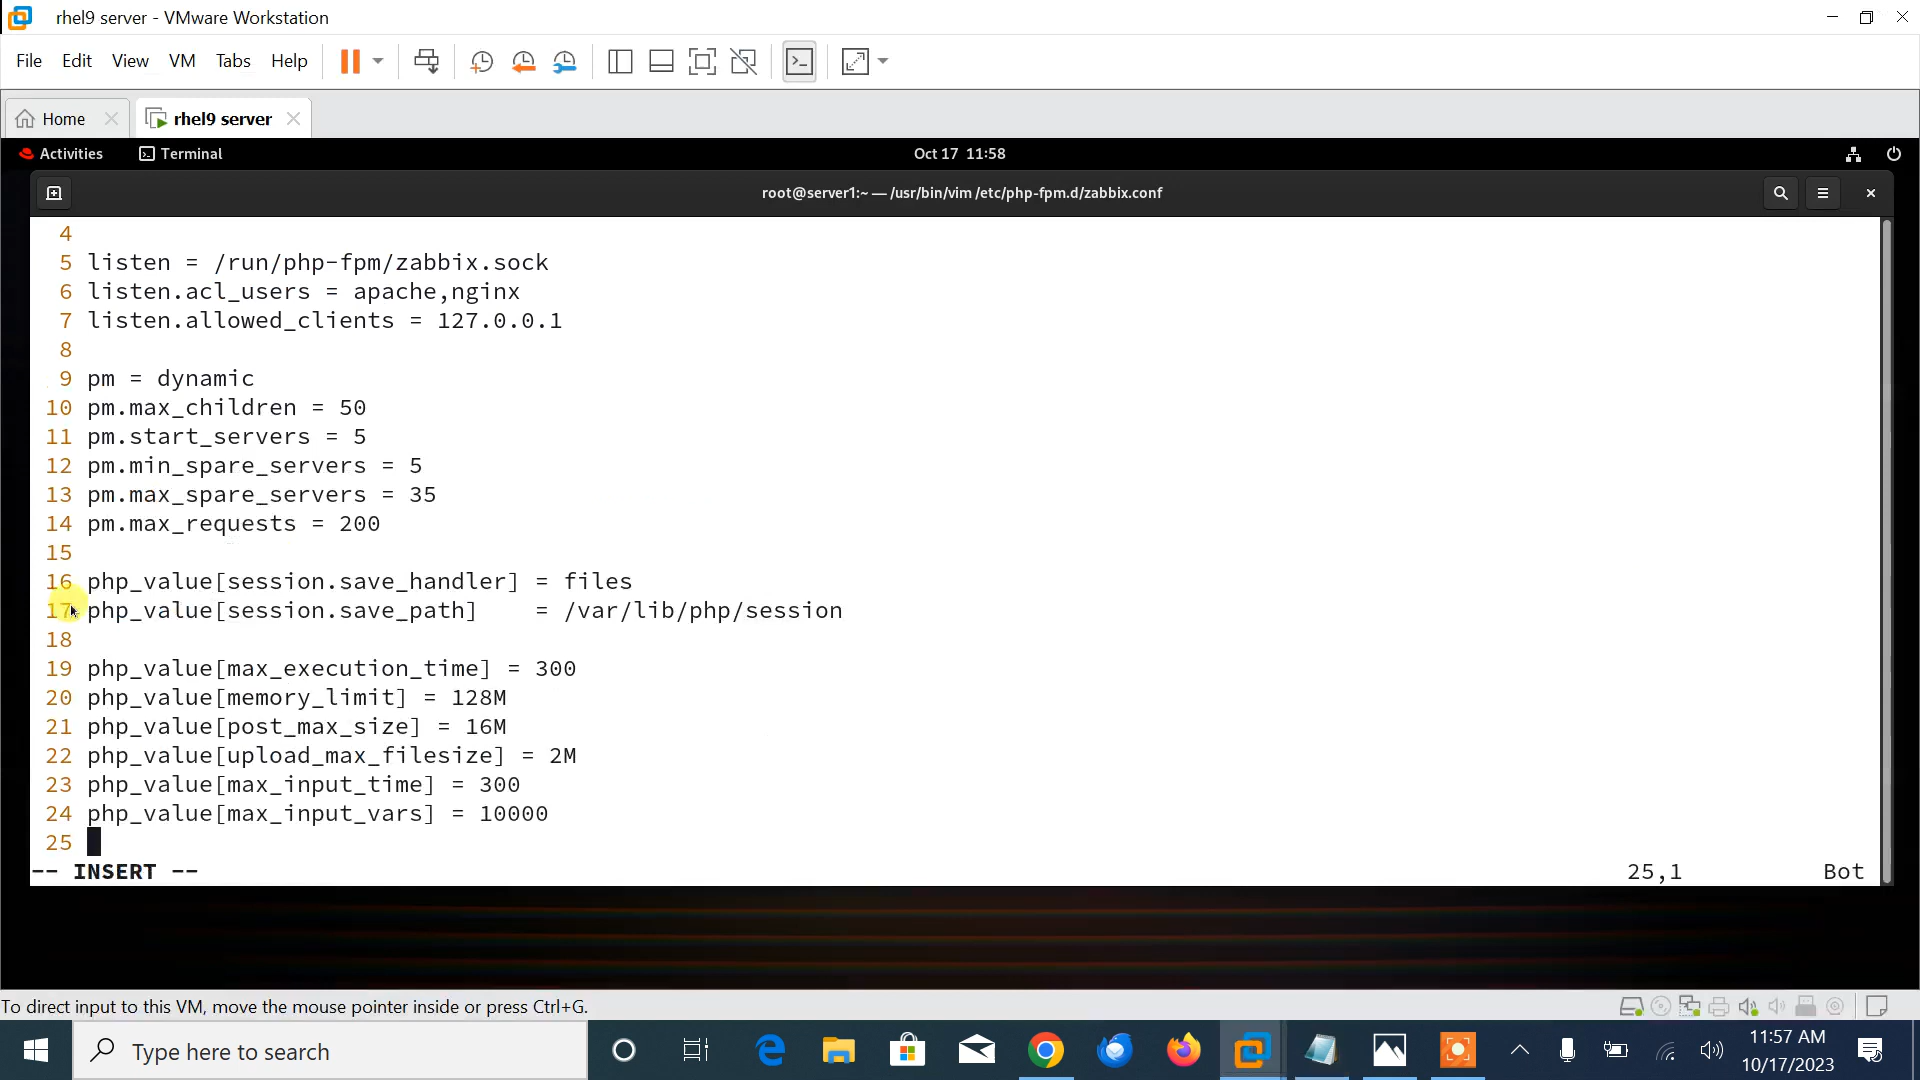 rhel9 server - VMware Workstation
File Edit View VM Tabs Help
Home rhel9 server
Activities Terminal Oct 17 11:58
root@server1:~ — /usr/bin/vim /etc/php-fpm.d/zabbix.conf
4
5 listen = /run/php-fpm/zabbix.sock
6 listen.acl_users = apache,nginx
7 listen.allowed_clients = 127.0.0.1
8
9 pm = dynamic
10 pm.max_children = 50
11 pm.start_servers = 5
12 pm.min_spare_servers = 5
13 pm.max_spare_servers = 35
14 pm.max_requests = 200
15
16 php_value[session.save_handler] = files
17 php_value[session.save_path]    = /var/lib/php/session
18
19 php_value[max_execution_time] = 300
20 php_value[memory_limit] = 128M
21 php_value[post_max_size] = 16M
22 php_value[upload_max_filesize] = 2M
23 php_value[max_input_time] = 300
24 php_value[max_input_vars] = 10000
25
-- INSERT -- 25,1 Bot
To direct input to this VM, move the mouse pointer inside or press Ctrl+G.
Type here to search
11:57 AM
10/17/2023